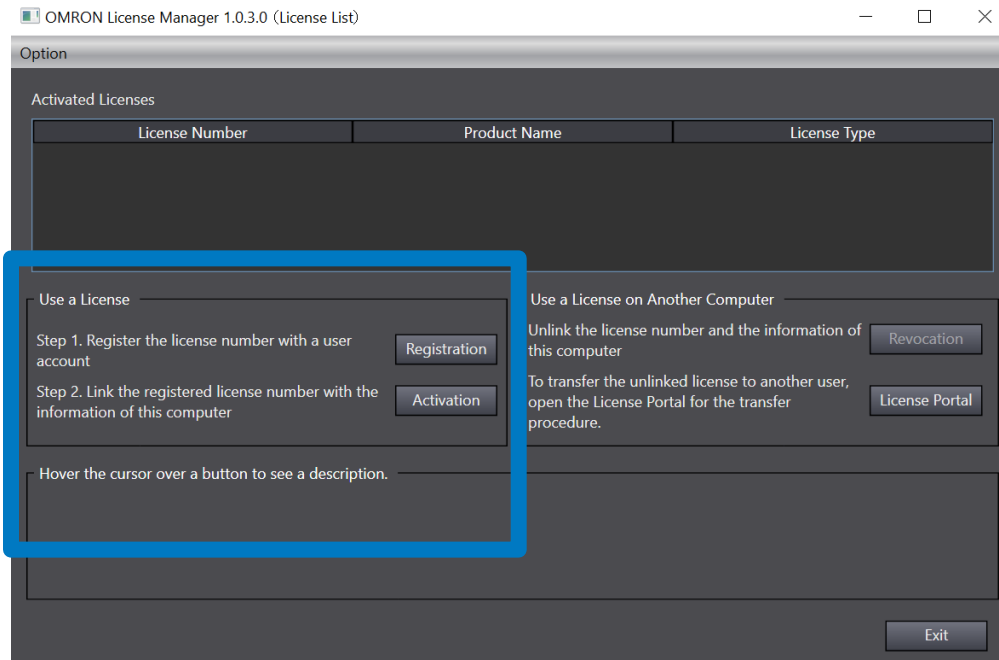 OMRON License Manager 1.0.3.0 (License List)
Option
Activated Licenses
License Number Product Name License Type
Use a License
Step 1. Register the license number with a user
account
Registration
Step 2. Link the registered license number with the
information of this computer
Activation
Use a License on Another Computer
Unlink the license number and the information of
this computer
Revocation
To transfer the unlinked license to another user,
open the License Portal for the transfer
procedure.
License Portal
Hover the cursor over a button to see a description.
Exit